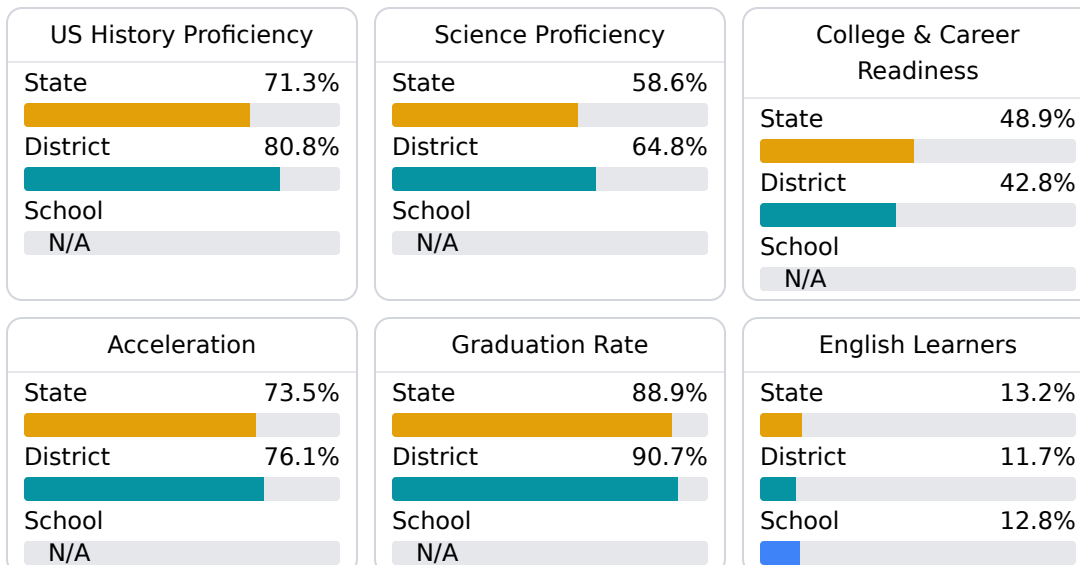 US History Proficiency
State 71.3%
District 80.8%
School
N/A
Science Proficiency
State 58.6%
District 64.8%
School
N/A
College & Career
Readiness
State 48.9%
District 42.8%
School
N/A
Acceleration
State 73.5%
District 76.1%
School
N/A
Graduation Rate
State 88.9%
District 90.7%
School
N/A
English Learners
State 13.2%
District 11.7%
School 12.8%